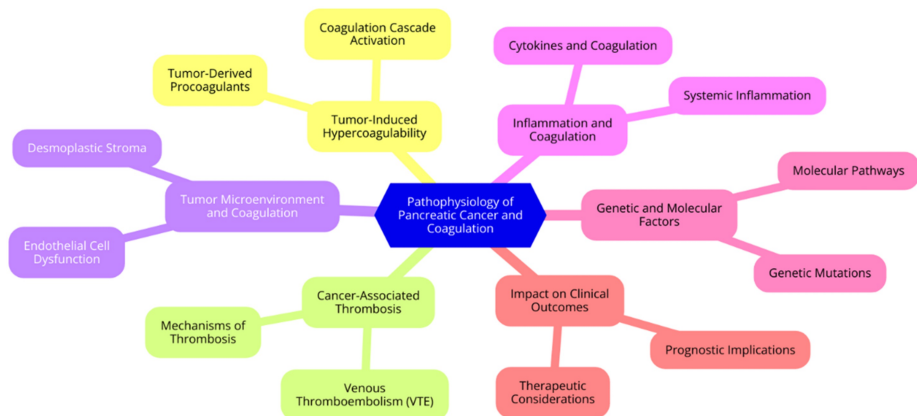 Coagulation Cascade
Activation
Cytokines and Coagulation
Tumor-Derived
Procoagulants
Systemic Inflammation
Tumor-Induced
Hypercoagulability
Inflammation and
Coagulation
Desmoplastic Stroma
Molecular Pathways
Tumor Microenvironment
and Coagulation
Pathophysiology of
Pancreatic Cancer and
Coagulation
Genetic and Molecular
Factors
Endothelial Cell
Dysfunction
Genetic Mutations
Cancer-Associated
Thrombosis
Impact on Clinical
Outcomes
Mechanisms of
Thrombosis
Prognostic Implications
Venous
Thromboembolism (VTE)
Therapeutic
Considerations